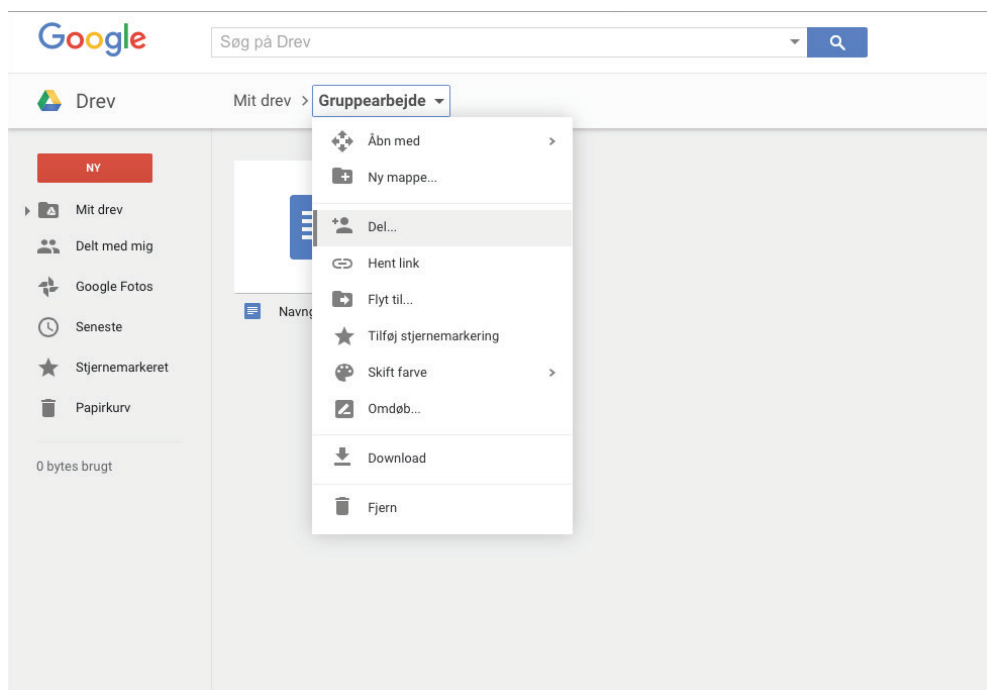 Google
Søg på Drev
Drev
Mit drev > Gruppearbejde
NY
Mit drev
Delt med mig
Google Fotos
Seneste
Stjernemarkeret
Papirkurv
0 bytes brugt
Åbn med
Ny mappe...
Del...
Hent link
Flyt til...
Tilføj stjernemarkering
Skift farve
Omdøb...
Download
Fjern